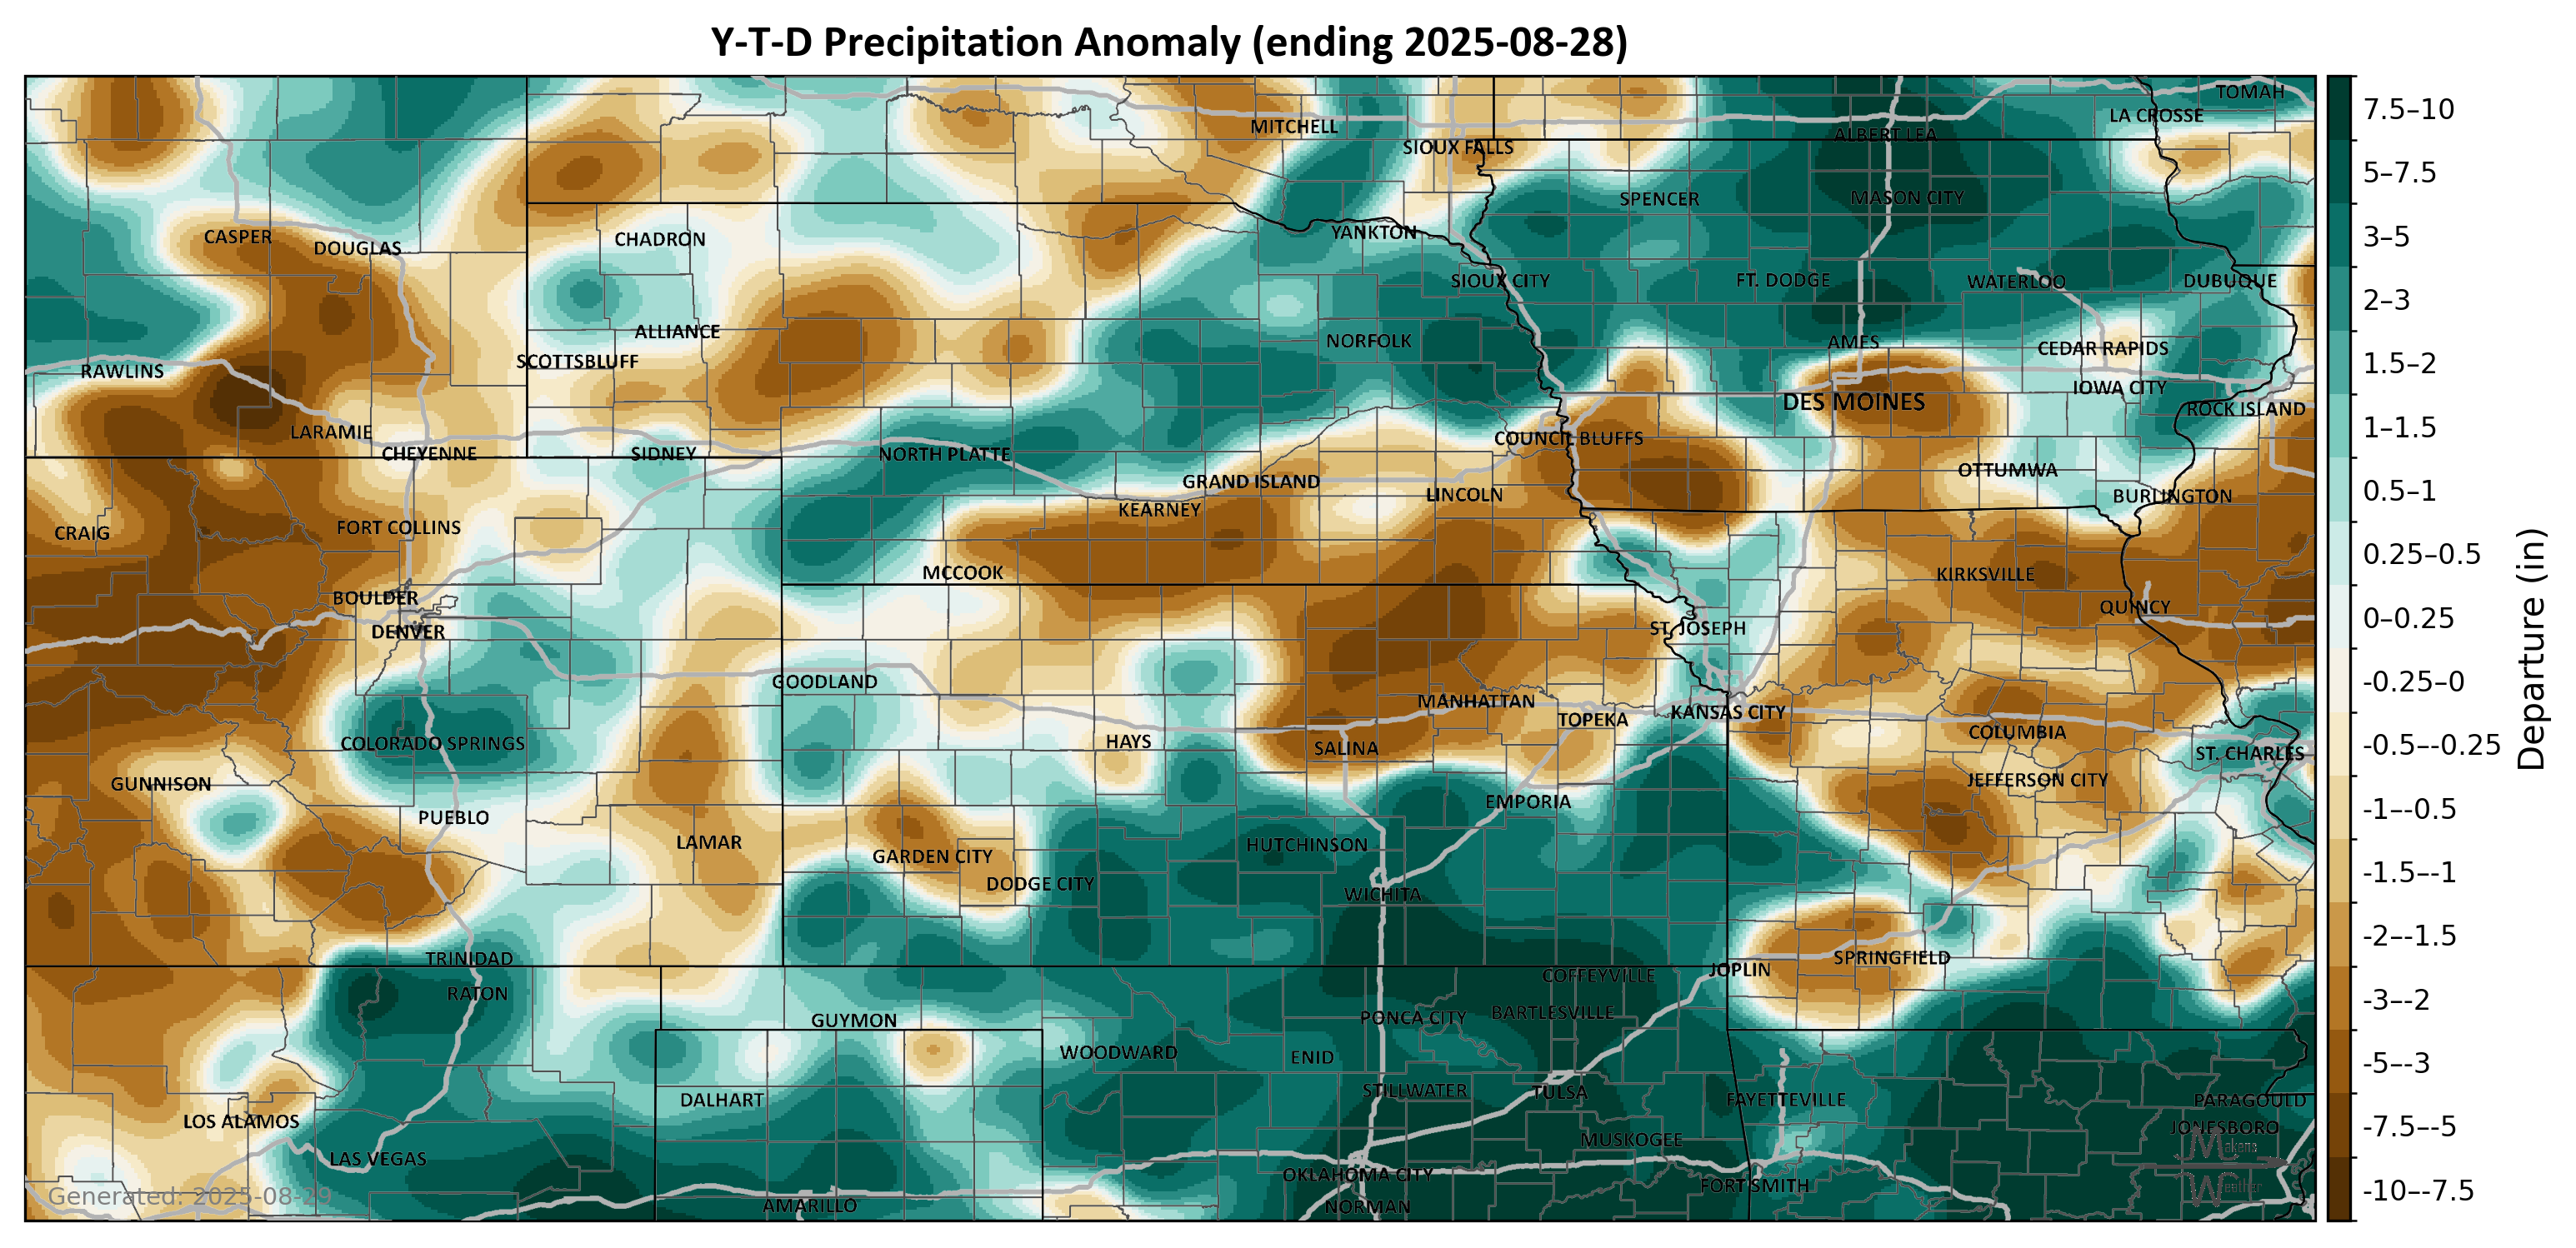 Y-T-D Precipitation Anomaly (ending 2025-08-28)
TOMAH
LA CROSSE
MITCHELL
ALBERT LEA
SIOUX FALLS
SPENCER
MASON CITY
CASPER
DOUGLAS
CHADRON
YANKTON
SIOUX CITY
FT. DODGE
WATERLOO
DUBUQUE
ALLIANCE
NORFOLK
AMES
CEDAR RAPIDS
SCOTTSBLUFF
RAWLINS
IOWA CITY
DES MOINES
ROCK ISLAND
LARAMIE
COUNCIL BLUFFS
CHEYENNE
SIDNEY
NORTH PLATTE
OTTUMWA
GRAND ISLAND
LINCOLN
BURLINGTON
KEARNEY
CRAIG
FORT COLLINS
MCCOOK
KIRKSVILLE
BOULDER
QUINCY
DENVER
ST. JOSEPH
GOODLAND
MANHATTAN
KANSAS CITY
TOPEKA
COLUMBIA
COLORADO SPRINGS
HAYS
SALINA
ST. CHARLES
GUNNISON
JEFFERSON CITY
EMPORIA
PUEBLO
LAMAR
HUTCHINSON
GARDEN CITY
DODGE CITY
WICHITA
TRINIDAD
SPRINGFIELD
JOPLIN
COFFEYVILLE
RATON
BARTLESVILLE
PONCA CITY
GUYMON
WOODWARD
ENID
STILLWATER
TULSA
DALHART
FAYETTEVILLE
PARAGOULD
LOS ALAMOS
JONESBORO
MUSKOGEE
LAS VEGAS
OKLAHOMA CITY
FORT SMITH
AMARILLO
NORMAN
Generated: 2025-08-29
Makens
Weather
7.5–10
5–7.5
3–5
2–3
1.5–2
1–1.5
0.5–1
0.25–0.5
0–0.25
-0.25–0
-0.5–-0.25
-1–-0.5
-1.5–-1
-2–-1.5
-3–-2
-5–-3
-7.5–-5
-10–-7.5
Departure (in)